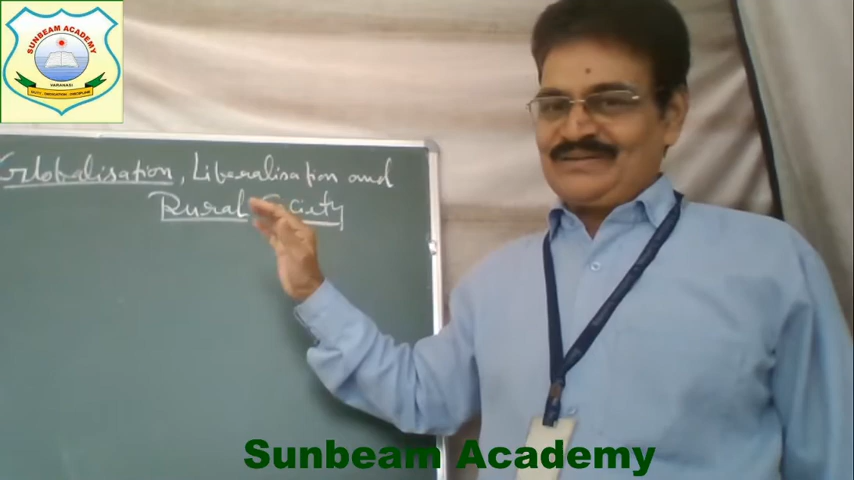 SUNBEAM ACADEMY
VARANASI
Globalisation, Liberalisation and
Rural Society
Sunbeam Academy